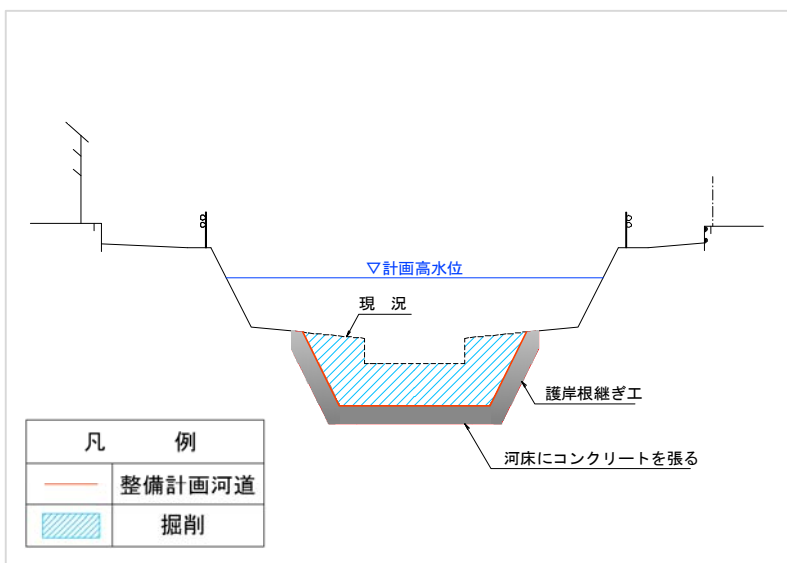 ▽計画高水位
現 況
護岸根継ぎ工
河床にコンクリートを張る
凡 例
整備計画河道
掘削